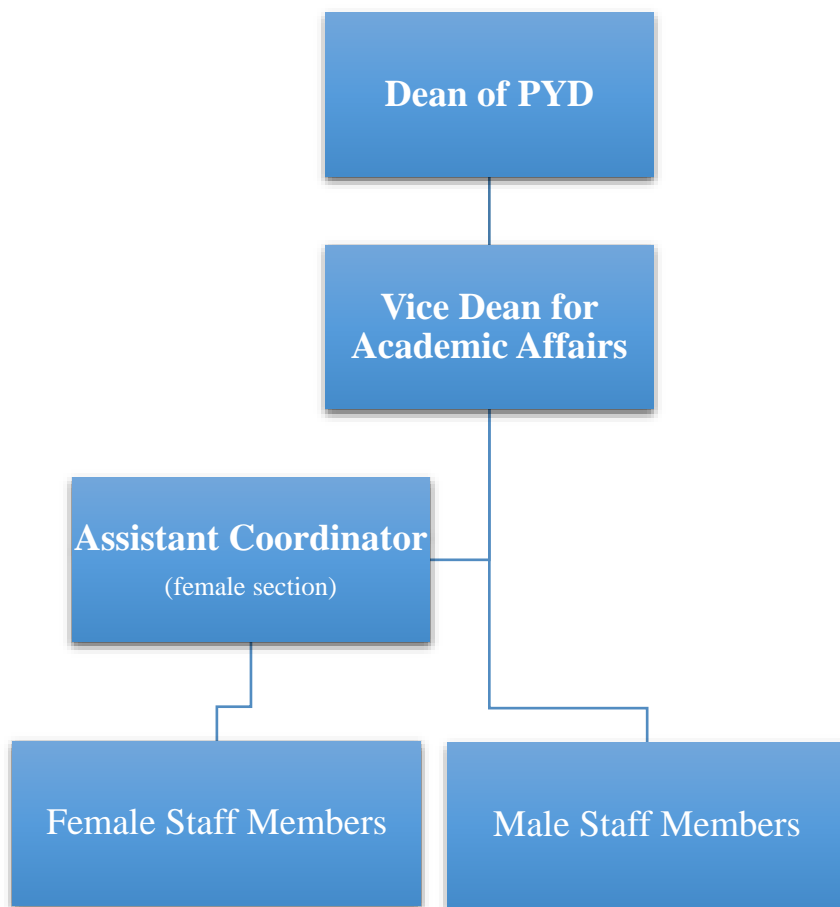 Dean of PYD
Vice Dean for
Academic Affairs
Assistant Coordinator
(female section)
Female Staff Members
Male Staff Members